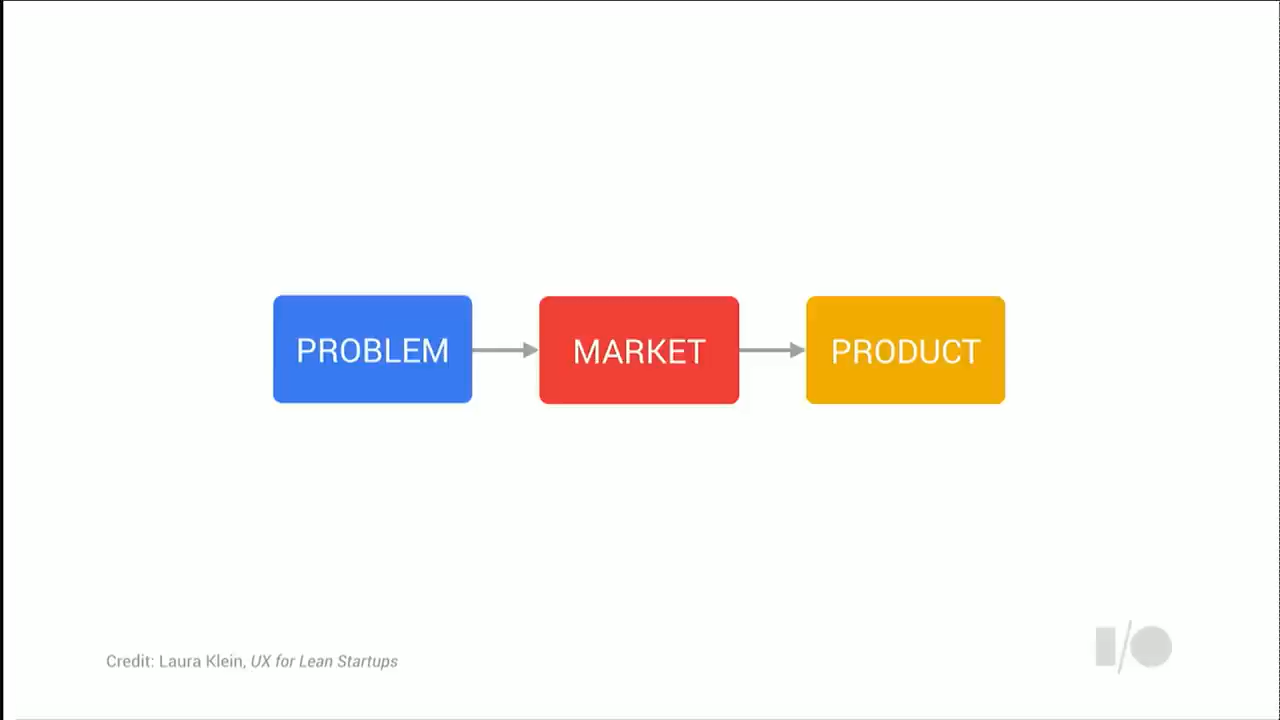 PROBLEM
MARKET
PRODUCT
Credit: Laura Klein, UX for Lean Startups
I/O